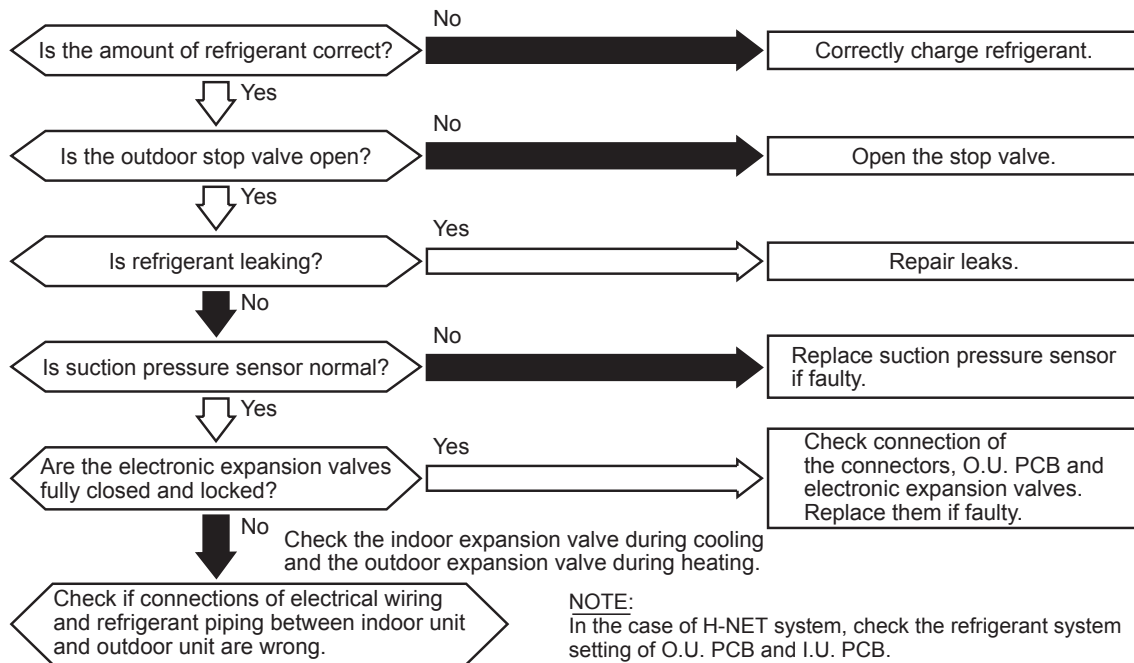 No
Is the amount of refrigerant correct?
Correctly charge refrigerant.
Yes
No
Is the outdoor stop valve open?
Open the stop valve.
Yes
Yes
Is refrigerant leaking?
Repair leaks.
No
No
Is suction pressure sensor normal?
Replace suction pressure sensor
if faulty.
Yes
Yes
Are the electronic expansion valves
fully closed and locked?
Check connection of
the connectors, O.U. PCB and
electronic expansion valves.
Replace them if faulty.
No
Check the indoor expansion valve during cooling
and the outdoor expansion valve during heating.
Check if connections of electrical wiring
and refrigerant piping between indoor unit
and outdoor unit are wrong.
NOTE:
In the case of H-NET system, check the refrigerant system
setting of O.U. PCB and I.U. PCB.